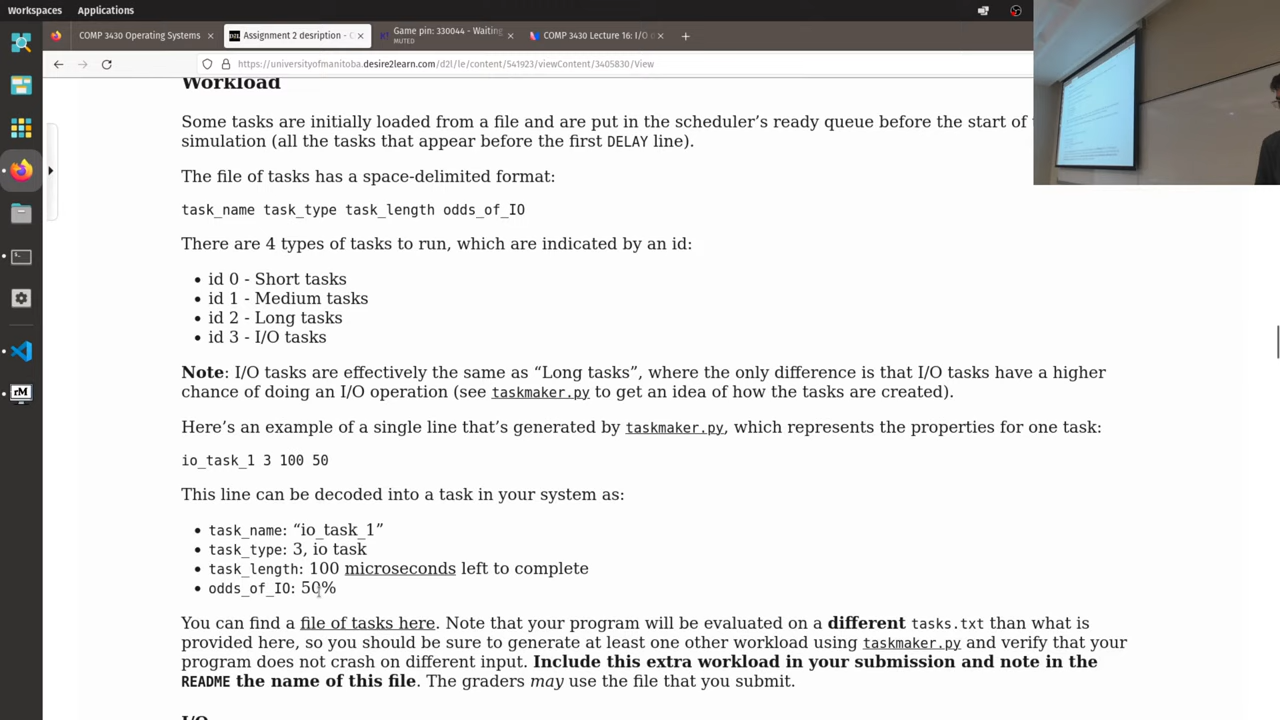 Workspaces Applications
COMP 3430 Operating Systems
Assignment 2 desription - C
Game pin: 330044 - Waiting
MUTED
COMP 3430 Lecture 16: I/O o
https://universityofmanitoba.desire2learn.com/d2l/le/content/541923/viewContent/3405830/View
Workload
Some tasks are initially loaded from a file and are put in the scheduler’s ready queue before the start of
simulation (all the tasks that appear before the first DELAY line).
The file of tasks has a space-delimited format:
task_name task_type task_length odds_of_IO
There are 4 types of tasks to run, which are indicated by an id:
• id 0 - Short tasks
• id 1 - Medium tasks
• id 2 - Long tasks
• id 3 - I/O tasks
Note: I/O tasks are effectively the same as “Long tasks”, where the only difference is that I/O tasks have a higher
chance of doing an I/O operation (see taskmaker.py to get an idea of how the tasks are created).
Here’s an example of a single line that’s generated by taskmaker.py, which represents the properties for one task:
io_task_1 3 100 50
This line can be decoded into a task in your system as:
• task_name: “io_task_1”
• task_type: 3, io task
• task_length: 100 microseconds left to complete
• odds_of_IO: 50%
You can find a file of tasks here. Note that your program will be evaluated on a different tasks.txt than what is
provided here, so you should be sure to generate at least one other workload using taskmaker.py and verify that your
program does not crash on different input. Include this extra workload in your submission and note in the
README the name of this file. The graders may use the file that you submit.
I/O
rM